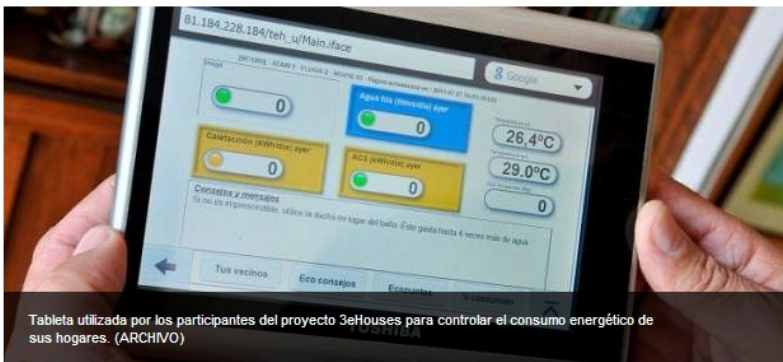 81.184.228.184/teh_u/Main.iface
Google
0
Agua fría (litros/día) ayer
0
26,4ºC
Calefacción (kWh/día) ayer
0
ACS (kWh/día) ayer
0
29.0ºC
0
Consejos y mensajes
Si no es imprescindible, utilice la ducha en lugar del baño. Éste gasta hasta 4 veces más de agua.
Tus vecinos
Eco consejos
Ecopuntos
% consumido
TOSHIBA
Tableta utilizada por los participantes del proyecto 3eHouses para controlar el consumo energético de
sus hogares. (ARCHIVO)